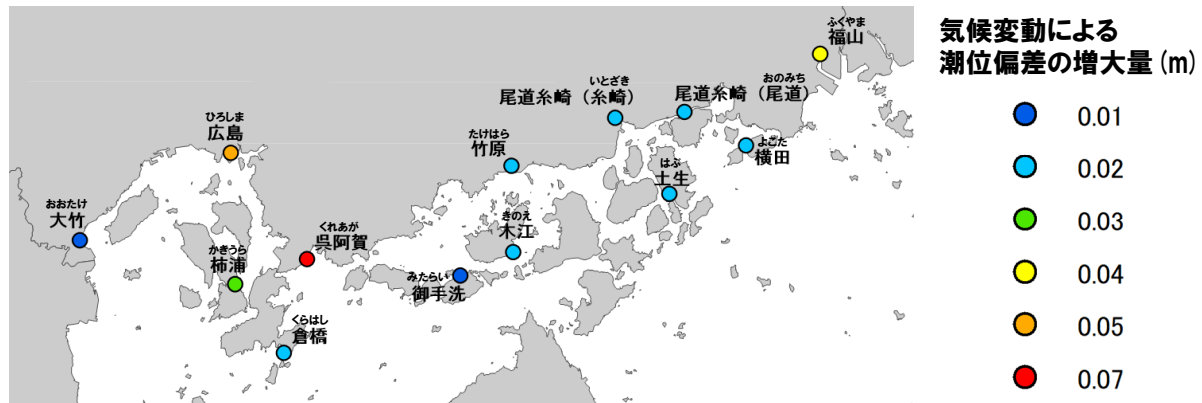 気候変動による
潮位偏差の増大量(m)
0.01
0.02
0.03
0.04
0.05
0.07
ふくやま
福山
おのみち
尾道糸崎(尾道)
いとざき
尾道糸崎(糸崎)
よこた
横田
はぶ
土生
たけはら
竹原
きのえ
木江
みたらい
御手洗
ひろしま
広島
おおたけ
大竹
くれあが
呉阿賀
かきうら
柿浦
くらはし
倉橋